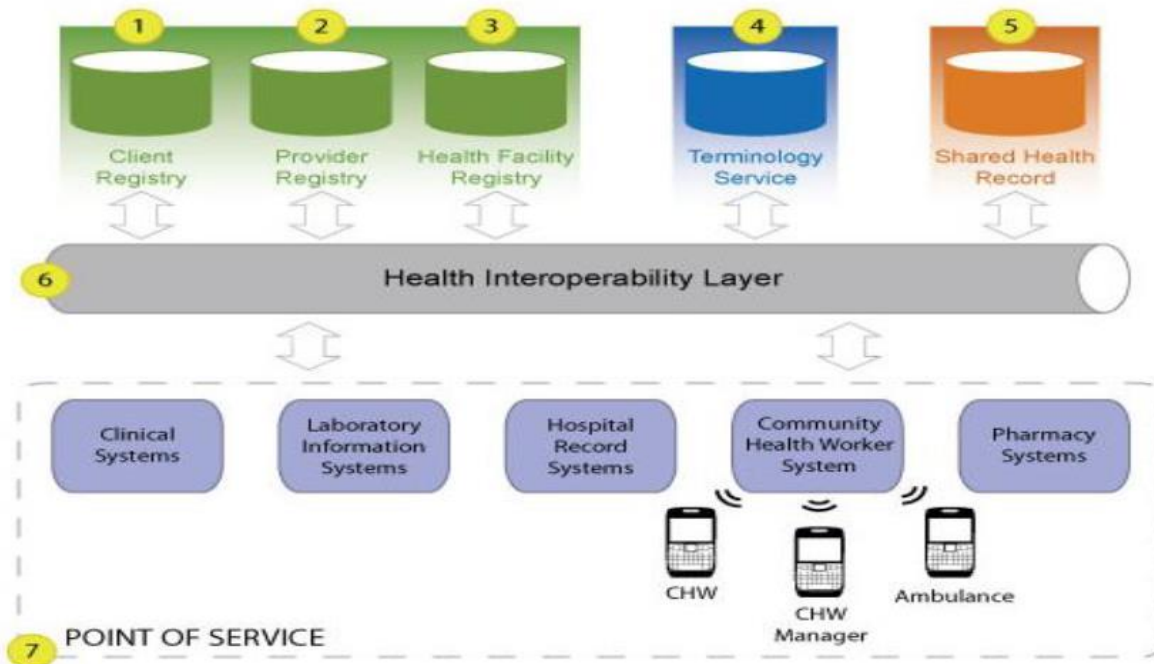 1
2
3
4
5
Client
Registry
Provider
Registry
Health Facility
Registry
Terminology
Service
Shared Health
Record
6
Health Interoperability Layer
Clinical
Systems
Laboratory
Information
Systems
Hospital
Record
Systems
Community
Health Worker
System
Pharmacy
Systems
CHW
CHW
Manager
Ambulance
7
POINT OF SERVICE